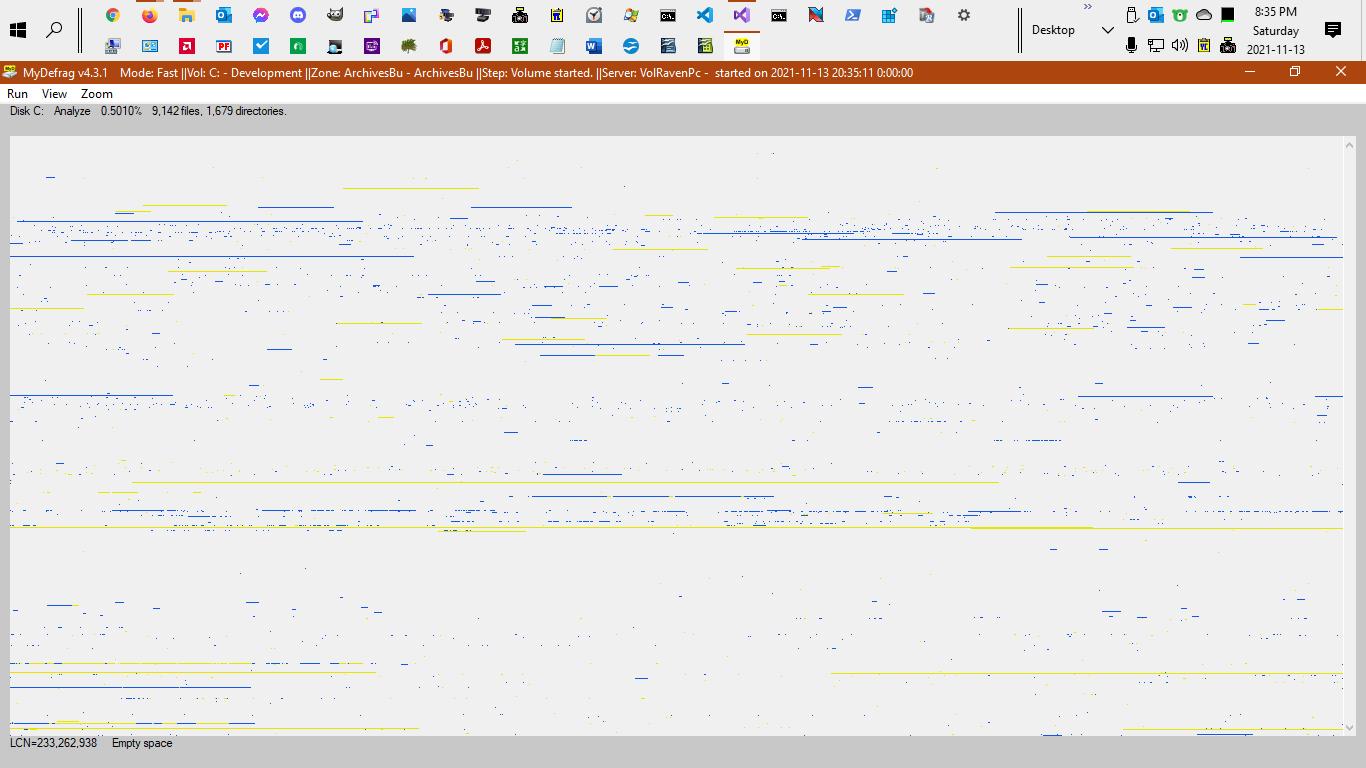 8:35 PM
Desktop
Saturday
2021-11-13
MyDefrag v4.3.1 Mode: Fast ||Vol: C: - Development ||Zone: ArchivesBu - ArchivesBu ||Step: Volume started. ||Server: VolRavenPc - started on 2021-11-13 20:35:11 0:00:00
Run View Zoom
Disk C: Analyze 0.5010% 9,142 files, 1,679 directories.
LCN=233,262,938 Empty space